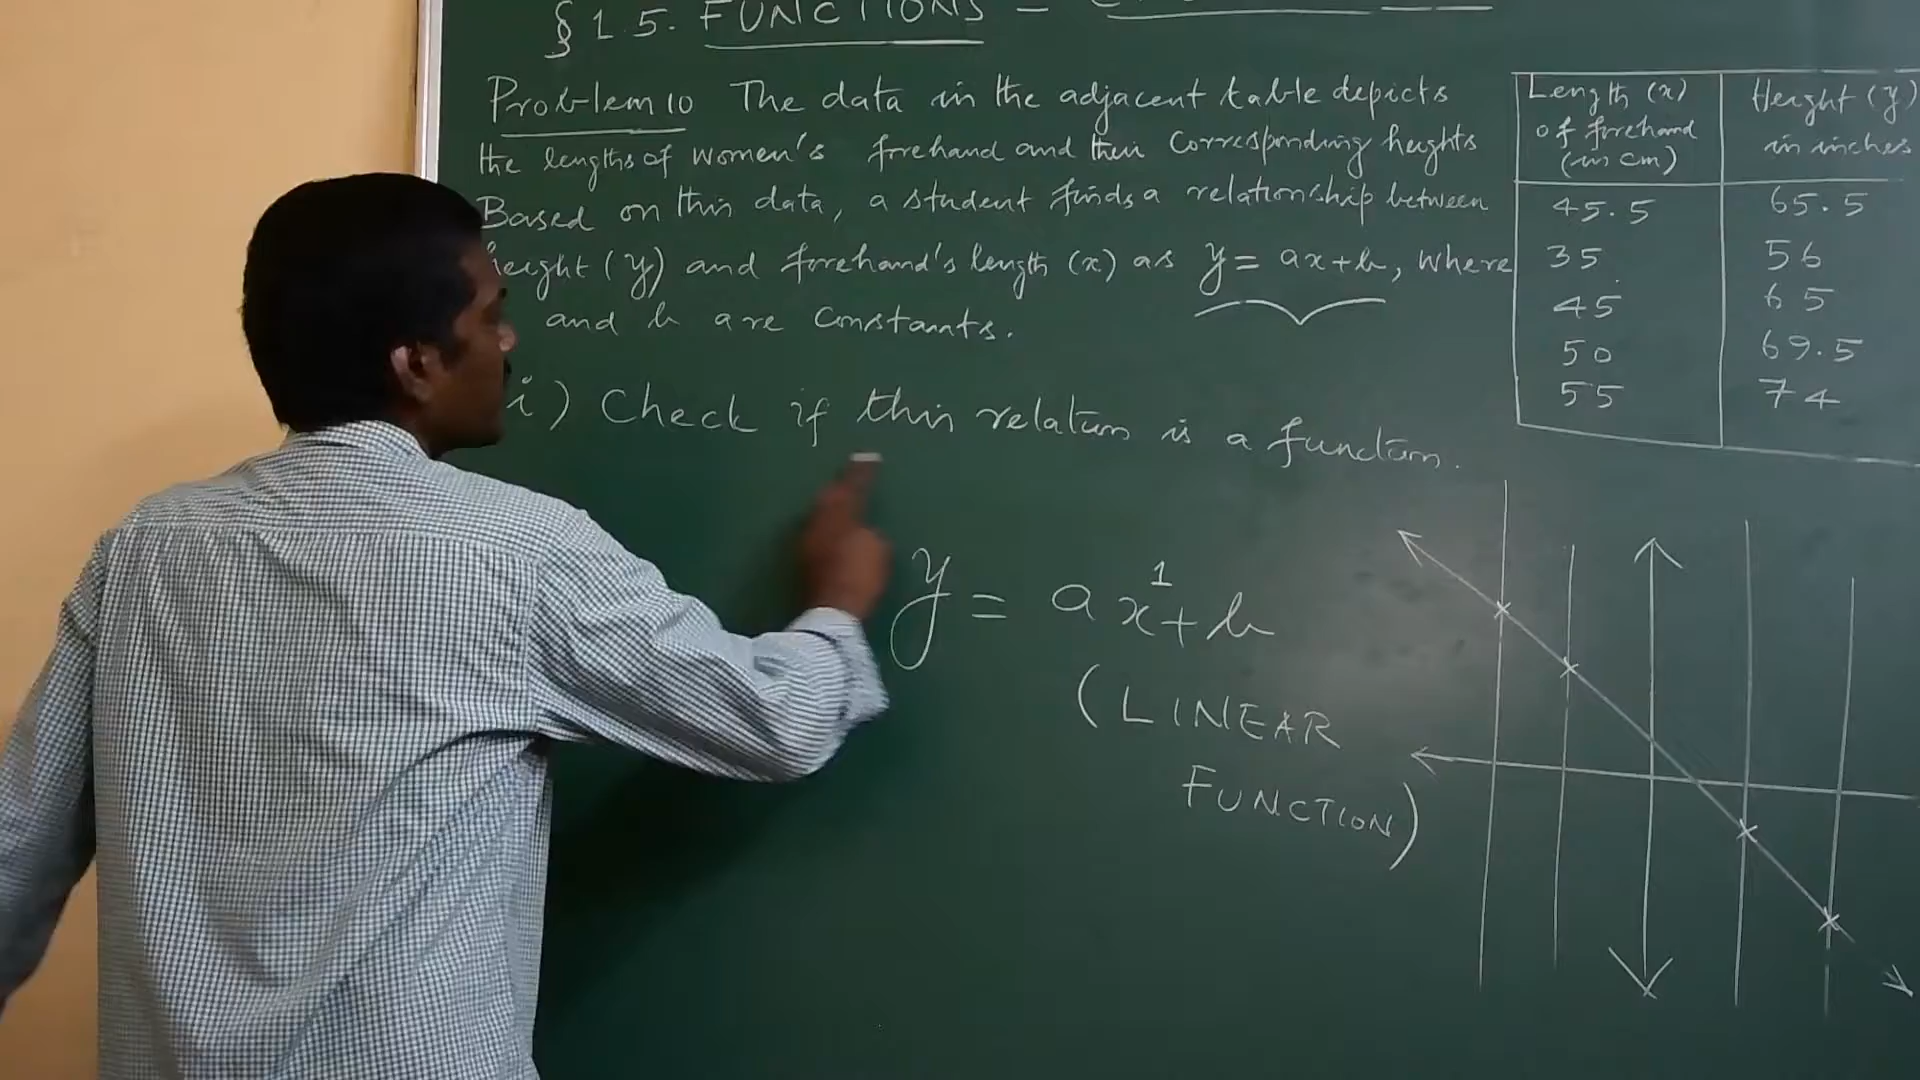 § 1.5. FUNCTIONS –
Problem 10 The data in the adjacent table depicts
the lengths of women's forehand and their corresponding heights
Based on this data, a student finds a relationship between
height (y) and forehand's length (x) as y = ax+b, where
and b are constants.
i) Check if this relation is a function.
Length (x)
of forehand
(in cm)
Height (y)
in inches
45.5 65.5
35 56
45 65
50 69.5
55 74
y = ax¹+b
(LINEAR
FUNCTION)